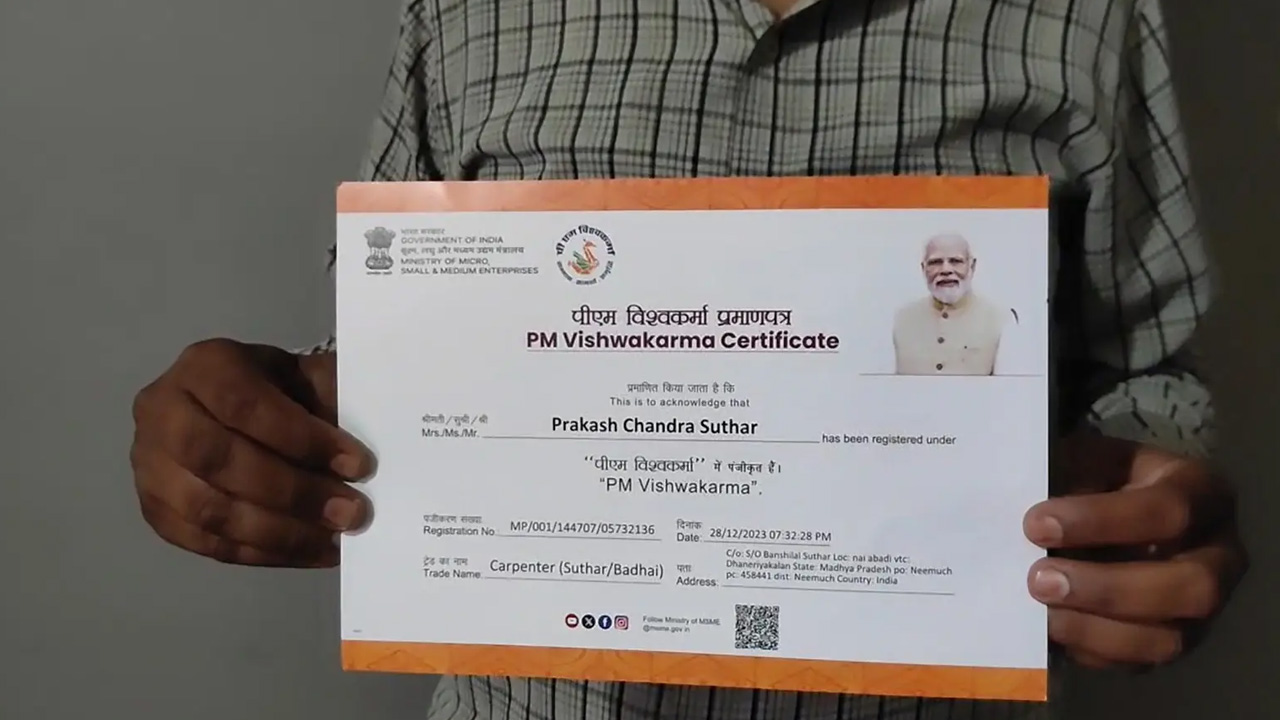 भारत सरकार
GOVERNMENT OF INDIA
सूक्ष्म, लघु और मध्यम उद्यम मंत्रालय
MINISTRY OF MICRO,
SMALL & MEDIUM ENTERPRISES
पी एम विश्वकर्मा
पीएम विश्वकर्मा प्रमाणपत्र
PM Vishwakarma Certificate
प्रमाणित किया जाता है कि
This is to acknowledge that
श्रीमती/सुश्री/श्री
Mrs./Ms./Mr. Prakash Chandra Suthar has been registered under
“पीएम विश्वकर्मा” में पंजीकृत हैं।
“PM Vishwakarma”.
पंजीकरण संख्या
Registration No. MP/001/144707/05732136
दिनांक
Date: 28/12/2023 07:32:28 PM
ट्रेड का नाम
Trade Name: Carpenter (Suthar/Badhai)
पता
Address: C/o: S/O Banshilal Suthar Loc: nai abadi vtc:
Dhaneriyakalan State: Madhya Pradesh po: Neemuch
pc: 458441 dist: Neemuch Country: India
Follow Ministry of MSME
@msme.gov.in